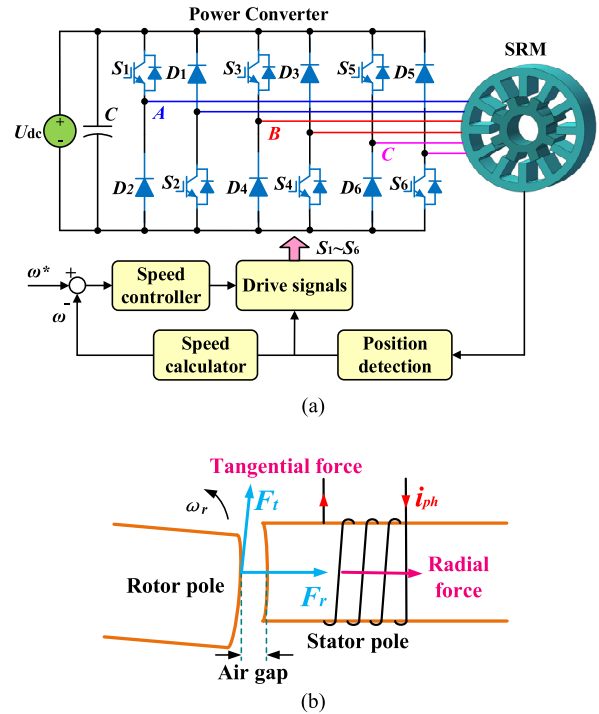 Power Converter
SRM
S1 D1 S3 D3 S5 D5
Udc + - C
A
B
C
D2 S2 D4 S4 D6 S6
S1~S6
ω* +
ω -
Speed controller
Drive signals
Speed calculator
Position detection
(a)
Tangential force
ωr Ft iph
Rotor pole
Fr
Radial force
Stator pole
Air gap
(b)